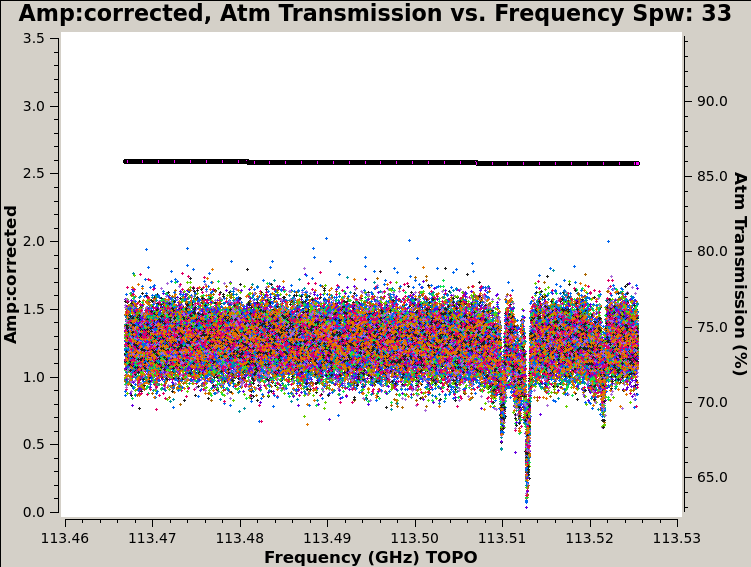 Amp:corrected, Atm Transmission vs. Frequency Spw: 33
3.5
3.0
2.5
2.0
1.5
1.0
0.5
0.0
Amp:corrected
90.0
85.0
80.0
75.0
70.0
65.0
Atm Transmission (%)
113.46 113.47 113.48 113.49 113.50 113.51 113.52 113.53
Frequency (GHz) TOPO